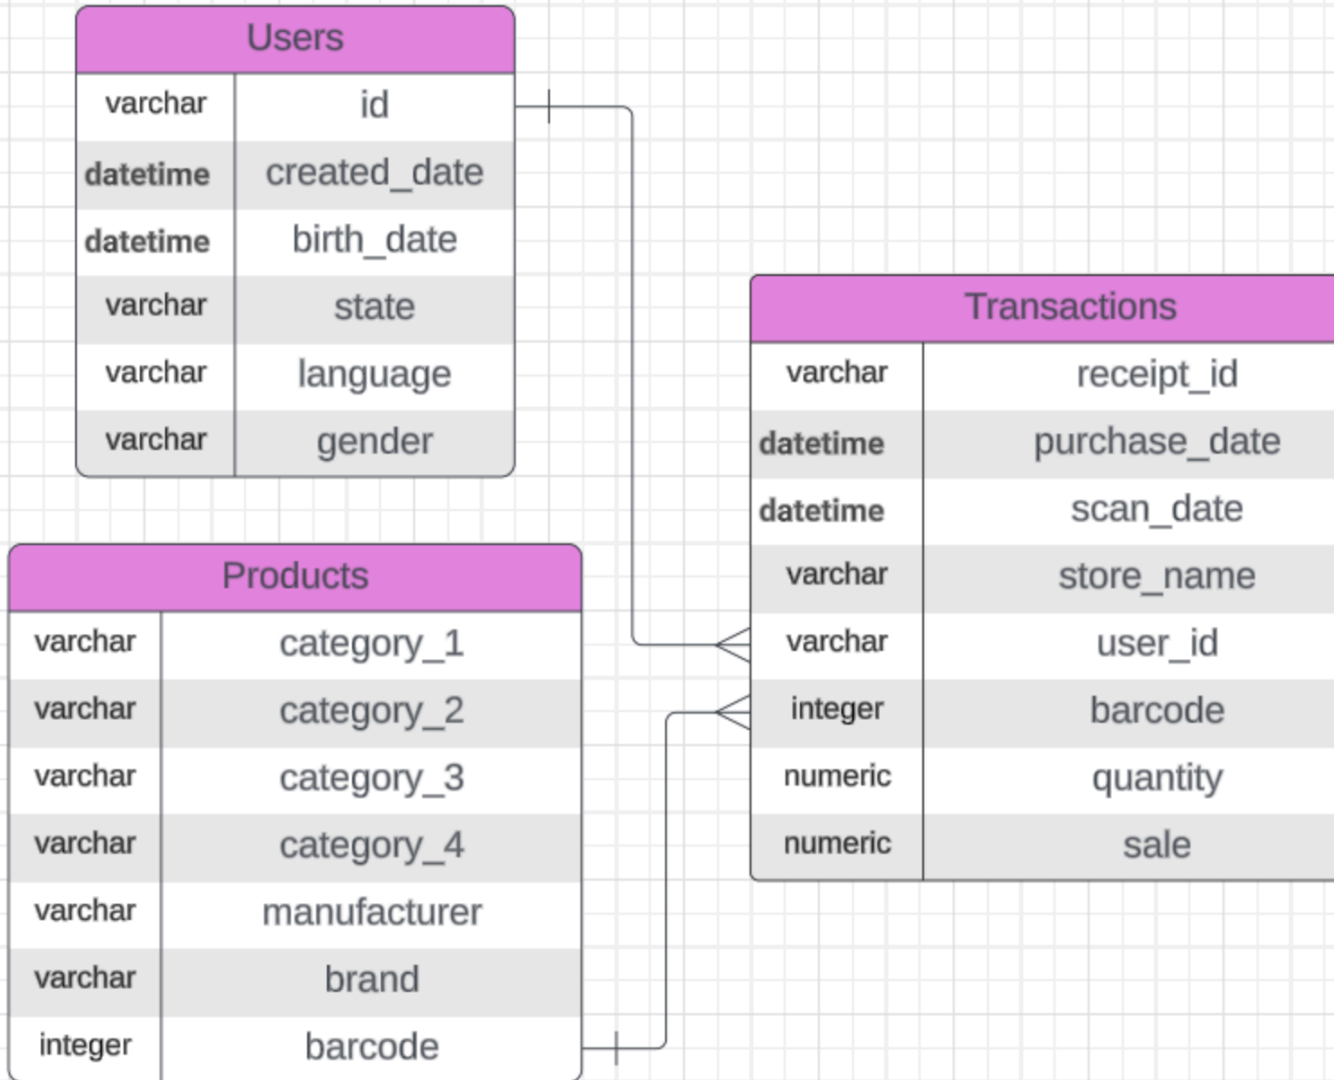 Users
varchar id
datetime created_date
datetime birth_date
varchar state
varchar language
varchar gender
Products
varchar category_1
varchar category_2
varchar category_3
varchar category_4
varchar manufacturer
varchar brand
integer barcode
Transactions
varchar receipt_id
datetime purchase_date
datetime scan_date
varchar store_name
varchar user_id
integer barcode
numeric quantity
numeric sale